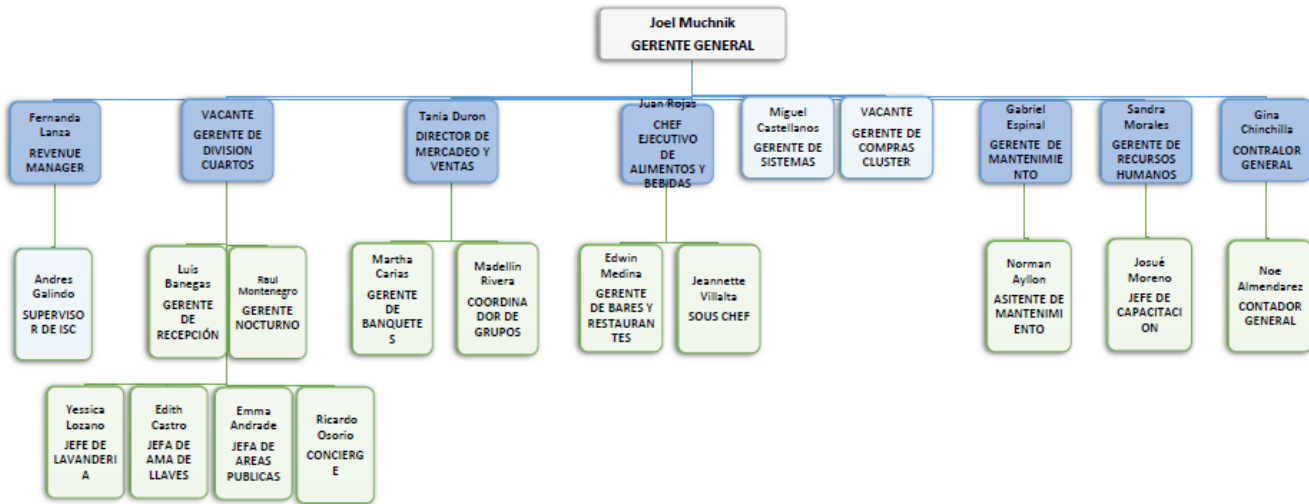 Joel Muchnik
GERENTE GENERAL
Fernanda
Lanza
REVENUE
MANAGER
VACANTE
GERENTE DE
DIVISION
CUARTOS
Tania Duron
DIRECTOR DE
MERCADEO Y
VENTAS
Juan Rojas
CHEF
EJECUTIVO
DE
ALIMENTOS Y
BEBIDAS
Miguel
Castellanos
GERENTE DE
SISTEMAS
VACANTE
GERENTE DE
COMPRAS
CLUSTER
Gabriel
Espinal
GERENTE DE
MANTENIMIE
NTO
Sandra
Morales
GERENTE DE
RECURSOS
HUMANOS
Gina
Chinchilla
CONTRALOR
GENERAL
Andres
Galindo
SUPERVISO
R DE ISC
Luis
Banegas
GERENTE
DE
RECEPCIÓN
Raul
Montenegro
GERENTE
NOCTURNO
Martha
Carias
GERENTE
DE
BANQUETE
S
Madellin
Rivera
COORDINA
DOR DE
GRUPOS
Edwin
Medina
GERENTE
DE BARES Y
RESTAURAN
TES
Jeannette
Villalta
SOUS CHEF
Norman
Ayllon
ASITENTE DE
MANTENIMI
ENTO
Josué
Moreno
JEFE DE
CAPACITACI
ON
Noe
Almendarez
CONTADOR
GENERAL
Yessica
Lozano
JEFE DE
LAVANDERI
A
Edith
Castro
JEFA DE
AMA DE
LLAVES
Emma
Andrade
JEFA DE
AREAS
PUBLICAS
Ricardo
Osorio
CONCIERG
E